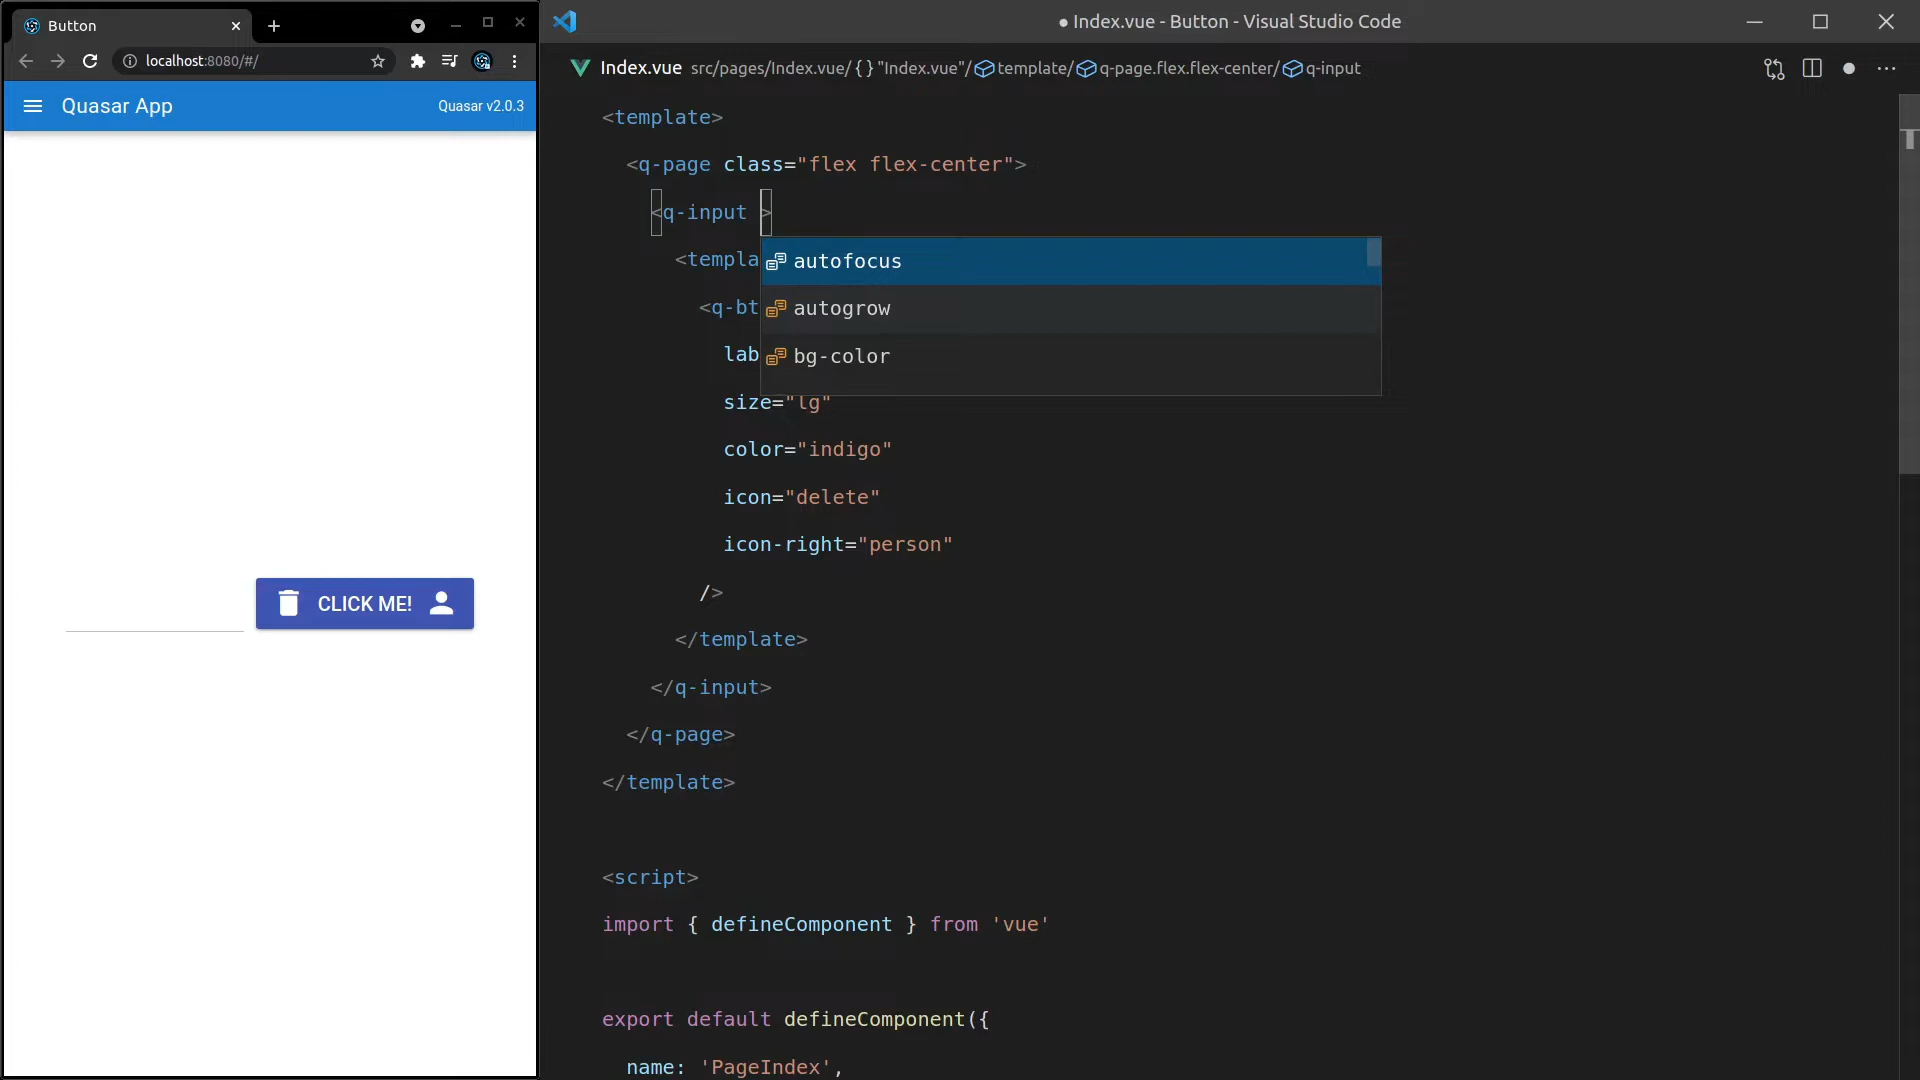 Button
localhost:8080/#/
Quasar App
Quasar v2.0.3
CLICK ME!
● Index.vue - Button - Visual Studio Code
Index.vue src/pages/Index.vue/ {} "Index.vue"/ template/ q-page.flex.flex-center/ q-input
<template>
<q-page class="flex flex-center">
<q-input >
<templa
autofocus
<q-bt
autogrow
lab
bg-color
size="lg"
color="indigo"
icon="delete"
icon-right="person"
/>
</template>
</q-input>
</q-page>
</template>
<script>
import { defineComponent } from 'vue'
export default defineComponent({
name: 'PageIndex',